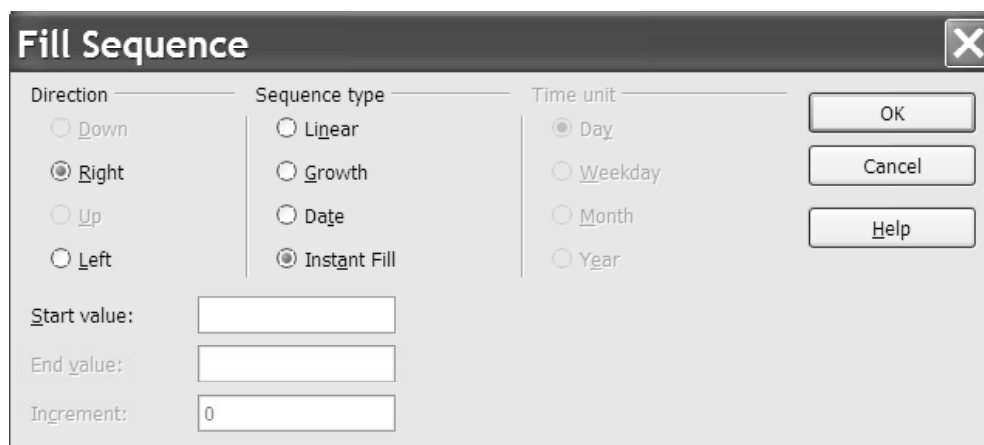 Fill Sequence
Direction Sequence type Time unit
Down Linear Day OK
Right Growth Weekday Cancel
Up Date Month Help
Left Instant Fill Year
Start value:
End value:
Increment: 0